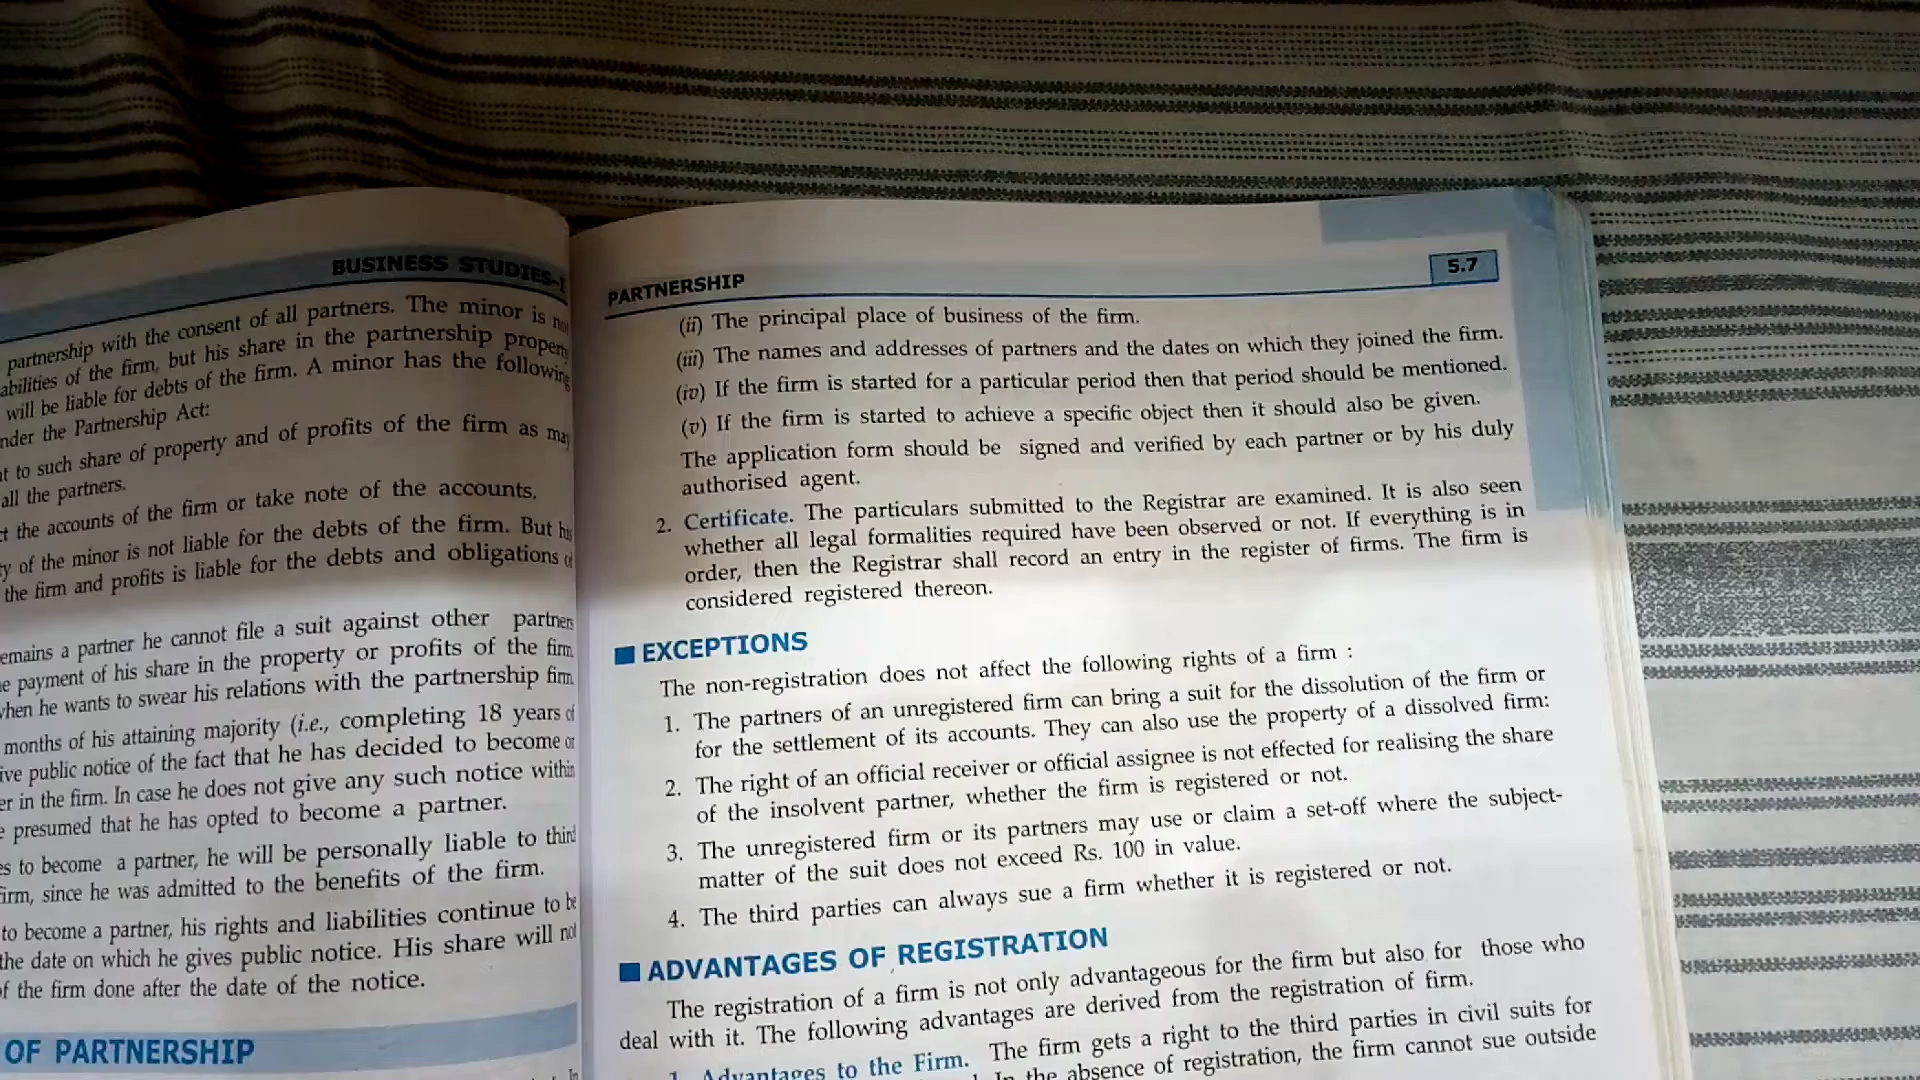 BUSINESS STUDIES-I
partnership with the consent of all partners. The minor is
abilities of the firm, but his share in the partnership
will be liable for debts of the firm. A minor has the following
nder the Partnership Act:
t to such share of property and of profits of the firm as may
all the partners.
ct the accounts of the firm or take note of the accounts.
y of the minor is not liable for the debts of the firm. But
the firm and profits is liable for the debts and obligations
emains a partner he cannot file a suit against other partners
e payment of his share in the property or profits of the firm
when he wants to swear his relations with the partnership firm
months of his attaining majority (i.e., completing 18 years of
ive public notice of the fact that he has decided to become or
er in the firm. In case he does not give any such notice within
e presumed that he has opted to become a partner.
es to become a partner, he will be personally liable to third
firm, since he was admitted to the benefits of the firm.
to become a partner, his rights and liabilities continue to be
the date on which he gives public notice. His share will not
of the firm done after the date of the notice.
OF PARTNERSHIP
PARTNERSHIP
5.7
(ii) The principal place of business of the firm.
(iii) The names and addresses of partners and the dates on which they joined the firm.
(iv) If the firm is started for a particular period then that period should be mentioned.
(v) If the firm is started to achieve a specific object then it should also be given.
The application form should be signed and verified by each partner or by his duly
authorised agent.
2. Certificate. The particulars submitted to the Registrar are examined. It is also seen
whether all legal formalities required have been observed or not. If everything is in
order, then the Registrar shall record an entry in the register of firms. The firm is
considered registered thereon.
EXCEPTIONS
The non-registration does not affect the following rights of a firm :
1. The partners of an unregistered firm can bring a suit for the dissolution of the firm or
for the settlement of its accounts. They can also use the property of a dissolved firm:
2. The right of an official receiver or official assignee is not effected for realising the share
of the insolvent partner, whether the firm is registered or not.
3. The unregistered firm or its partners may use or claim a set-off where the subject-
matter of the suit does not exceed Rs. 100 in value.
4. The third parties can always sue a firm whether it is registered or not.
ADVANTAGES OF REGISTRATION
The registration of a firm is not only advantageous for the firm but also for those who
deal with it. The following advantages are derived from the registration of firm.
1. Advantages to the Firm. The firm gets a right to the third parties in civil suits for
In the absence of registration, the firm cannot sue outside